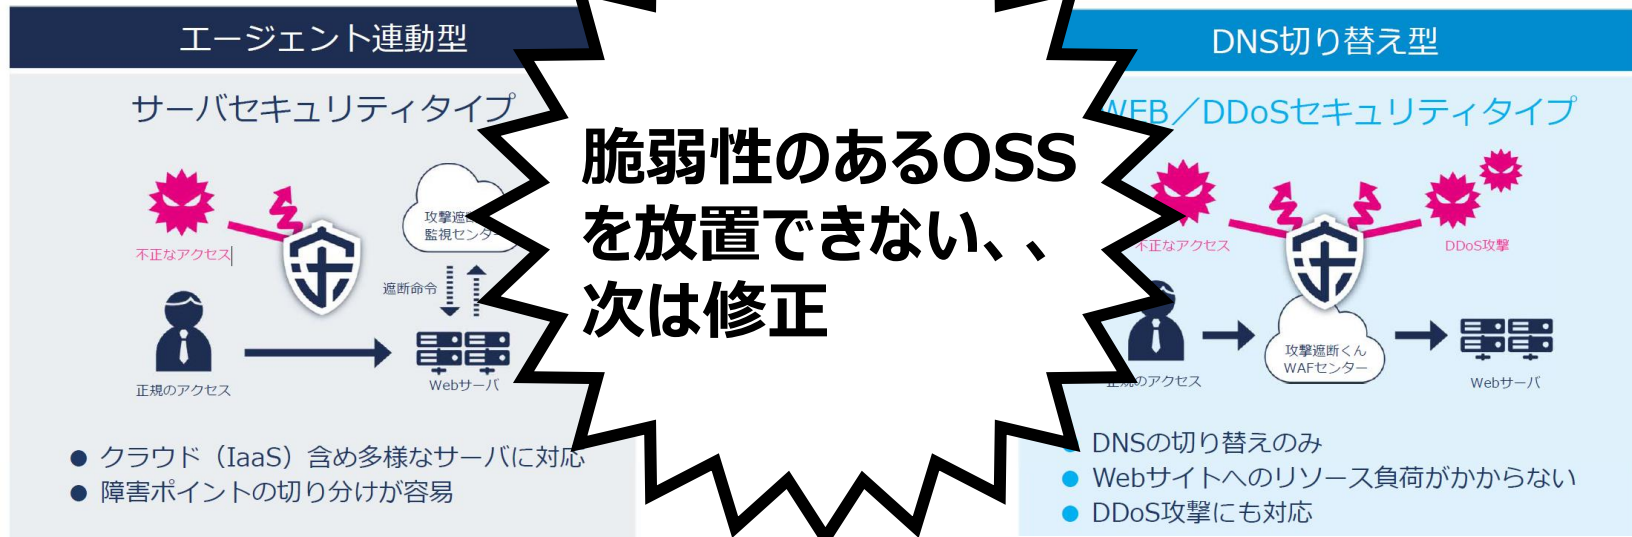 エージェント連動型
サーバセキュリティタイプ
不正なアクセス
攻撃遮断
監視センター
遮断命令
正規のアクセス
Webサーバ
● クラウド（IaaS）含め多様なサーバに対応
● 障害ポイントの切り分けが容易
脆弱性のあるOSS
を放置できない、、
次は修正
DNS切り替え型
WEB／DDoSセキュリティタイプ
不正なアクセス
DDoS攻撃
正規のアクセス
攻撃遮断くん
WAFセンター
Webサーバ
● DNSの切り替えのみ
● Webサイトへのリソース負荷がかからない
● DDoS攻撃にも対応